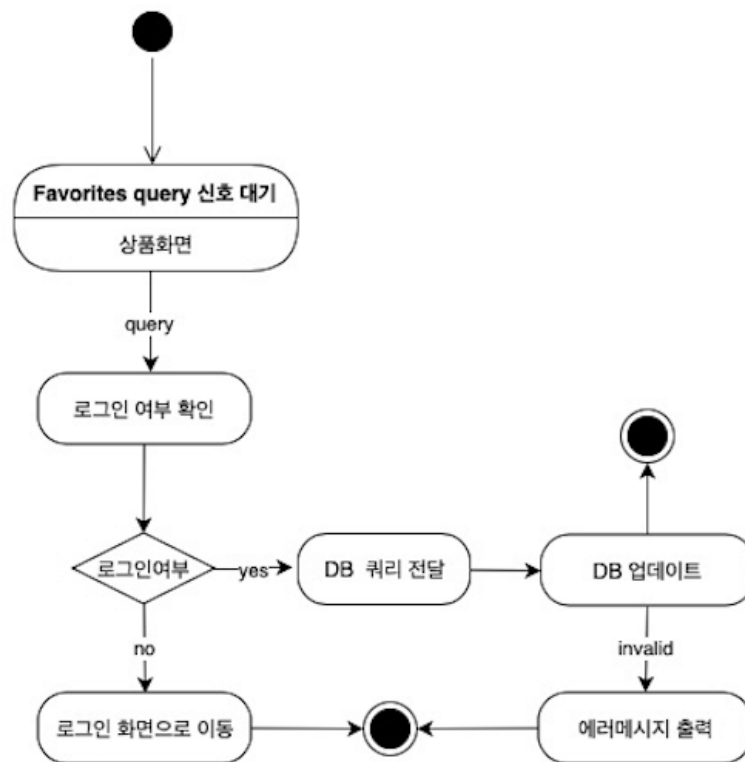 Favorites query 신호 대기
상품화면
query
로그인 여부 확인
로그인여부
yes
DB 쿼리 전달
DB 업데이트
no
invalid
로그인 화면으로 이동
에러메시지 출력